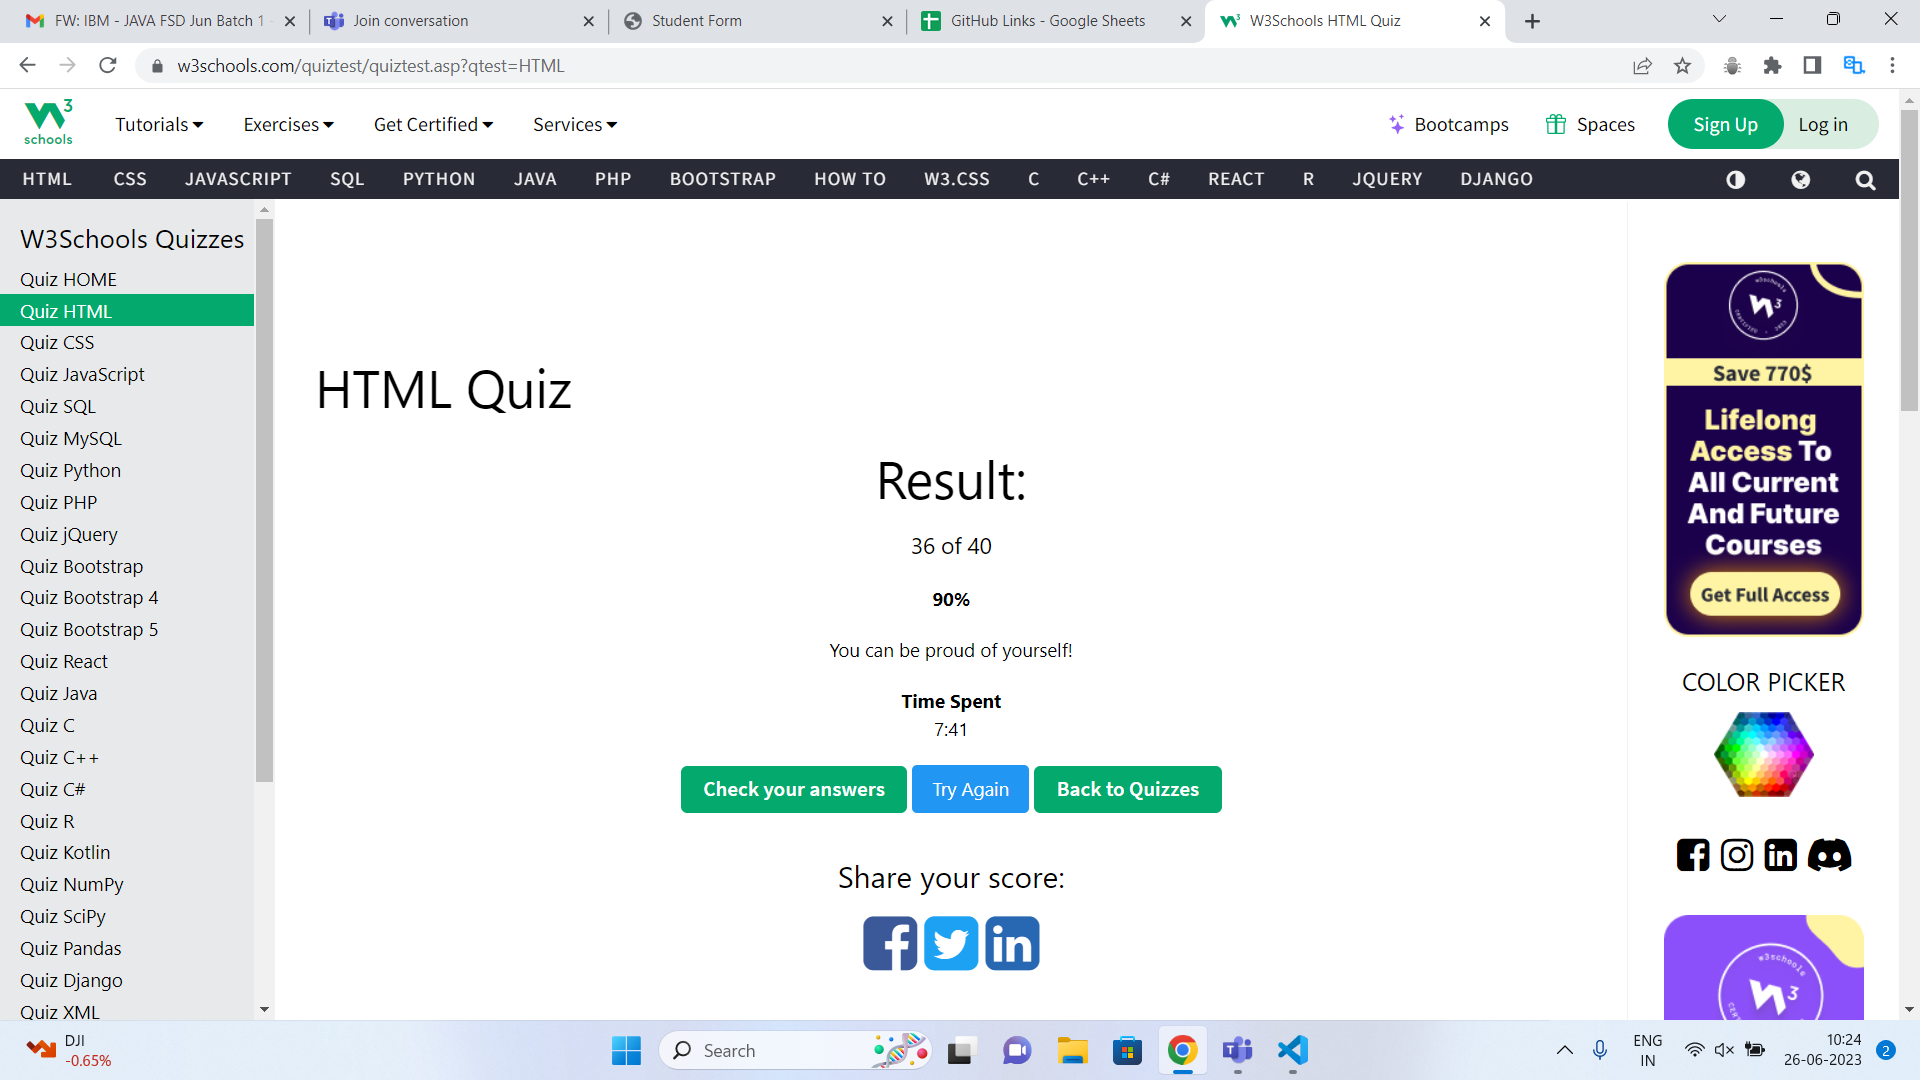 FW: IBM - JAVA FSD Jun Batch 1 -
Join conversation
Student Form
GitHub Links - Google Sheets
W3Schools HTML Quiz
w3schools.com/quiztest/quiztest.asp?qtest=HTML
3
schools
Tutorials
Exercises
Get Certified
Services
Bootcamps
Spaces
Sign Up
Log in
HTML CSS JAVASCRIPT SQL PYTHON JAVA PHP BOOTSTRAP HOW TO W3.CSS C C++ C# REACT R JQUERY DJANGO
W3Schools Quizzes
Quiz HOME
Quiz HTML
Quiz CSS
Quiz JavaScript
Quiz SQL
Quiz MySQL
Quiz Python
Quiz PHP
Quiz jQuery
Quiz Bootstrap
Quiz Bootstrap 4
Quiz Bootstrap 5
Quiz React
Quiz Java
Quiz C
Quiz C++
Quiz C#
Quiz R
Quiz Kotlin
Quiz NumPy
Quiz SciPy
Quiz Pandas
Quiz Django
Quiz XML
HTML Quiz
Result:
36 of 40
90%
You can be proud of yourself!
Time Spent
7:41
Check your answers
Try Again
Back to Quizzes
Share your score:
w3schools
CERTIFIED
Save 770$
Lifelong
Access To
All Current
And Future
Courses
Get Full Access
COLOR PICKER
w3schools
DJI
-0.65%
Search
ENG
IN
10:24
26-06-2023
2